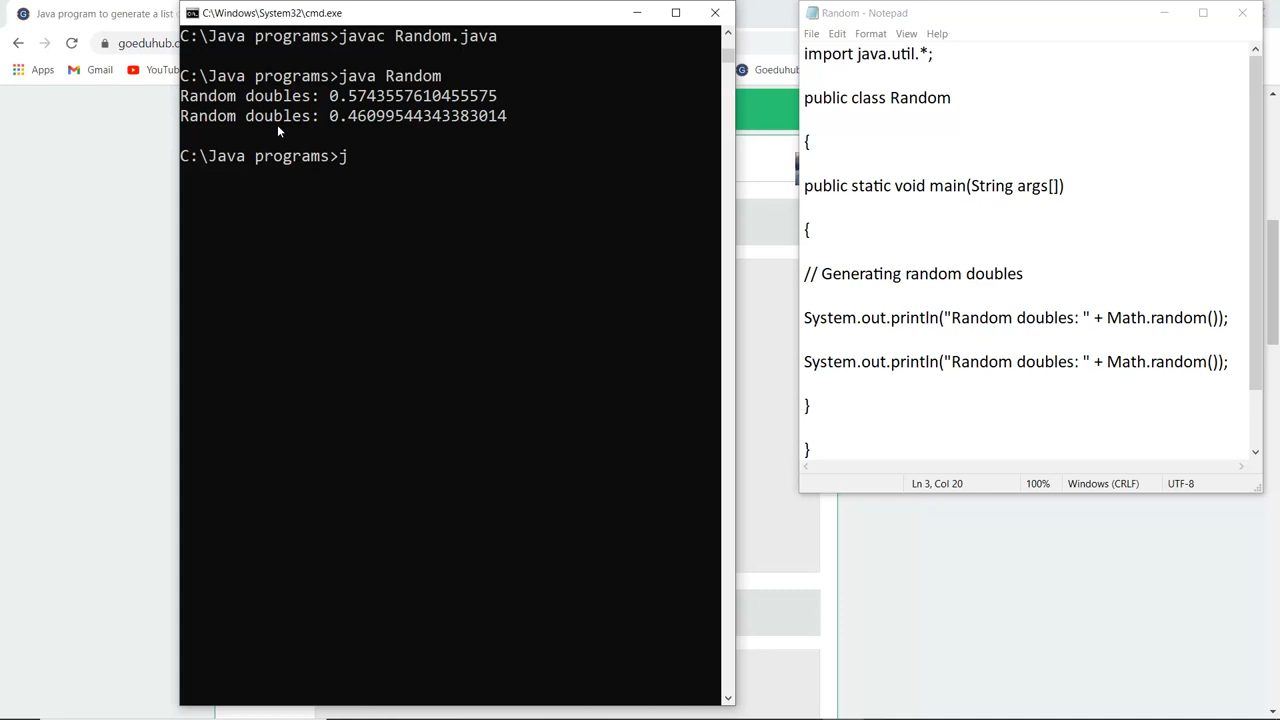 Java program to generate a list
goeduhub.c
Apps
Gmail
YouTub
C:\Windows\System32\cmd.exe
C:\Java programs>javac Random.java
C:\Java programs>java Random
Random doubles: 0.5743557610455575
Random doubles: 0.46099544343383014
C:\Java programs>j
Goeduhub
Random - Notepad
File Edit Format View Help
import java.util.*;
public class Random
{
public static void main(String args[])
{
// Generating random doubles
System.out.println("Random doubles: " + Math.random());
System.out.println("Random doubles: " + Math.random());
}
}
Ln 3, Col 20
100%
Windows (CRLF)
UTF-8